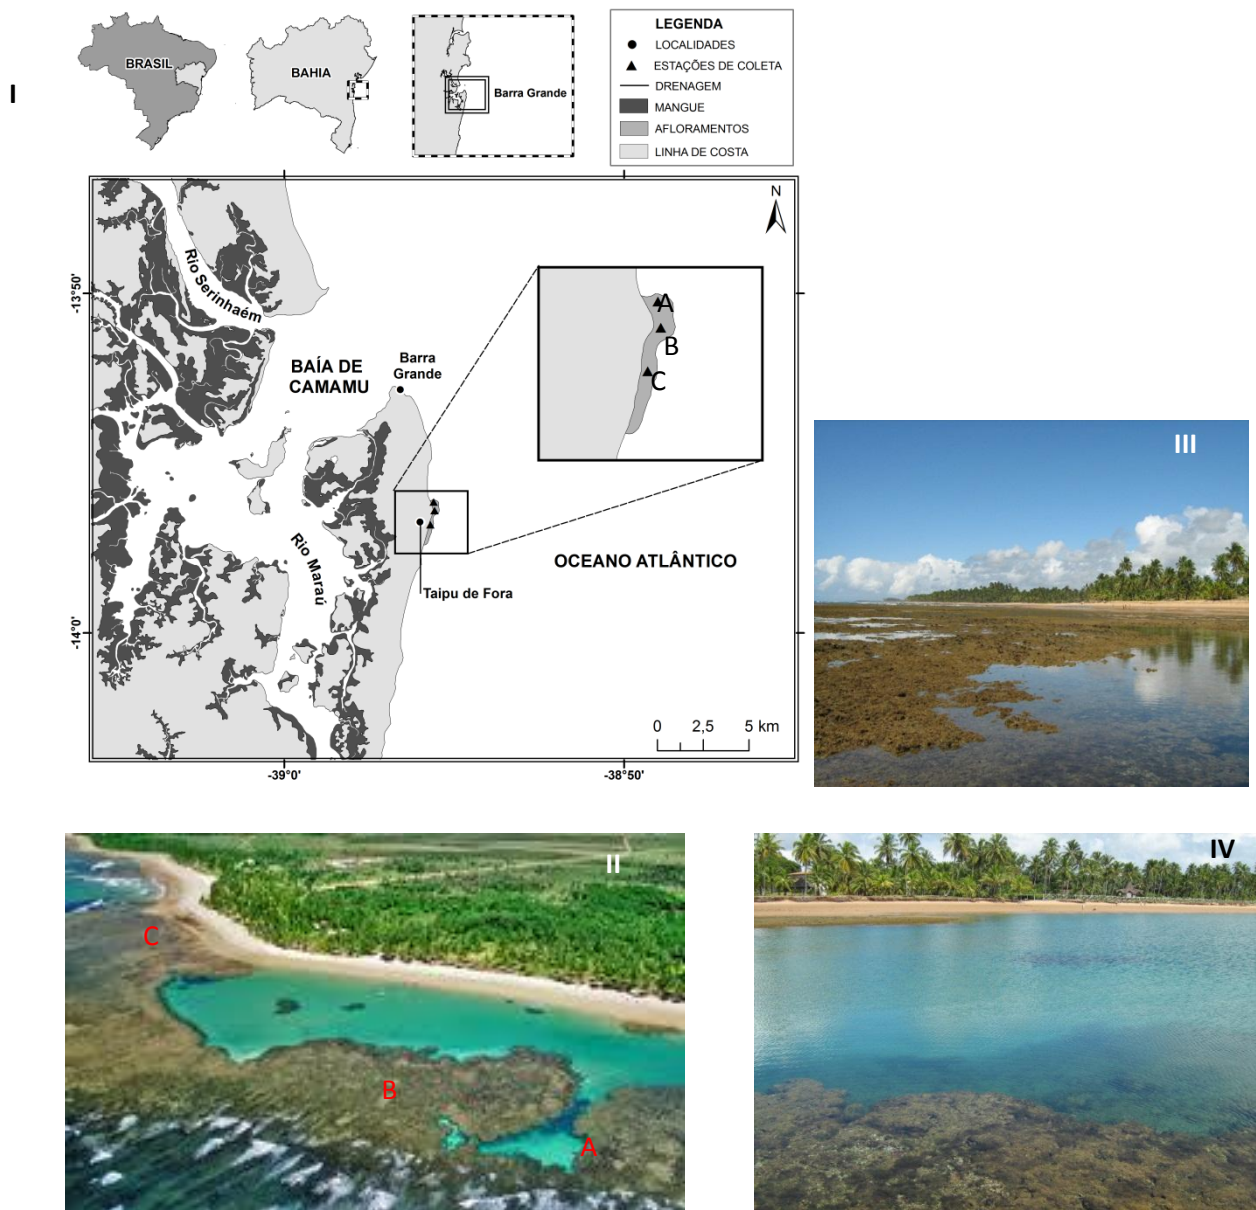 I
BRASIL
BAHIA
Barra Grande
LEGENDA
LOCALIDADES
ESTAÇÕES DE COLETA
DRENAGEM
MANGUE
AFLORAMENTOS
LINHA DE COSTA
N
-13°50'
Rio Serinhaém
BAÍA DE
CAMAMU
Barra
Grande
A
B
C
Rio Maraú
OCEANO ATLÂNTICO
Taipu de Fora
-14°0'
0 2,5 5 km
-39°0'
-38°50'
III
II
C
B
A
IV